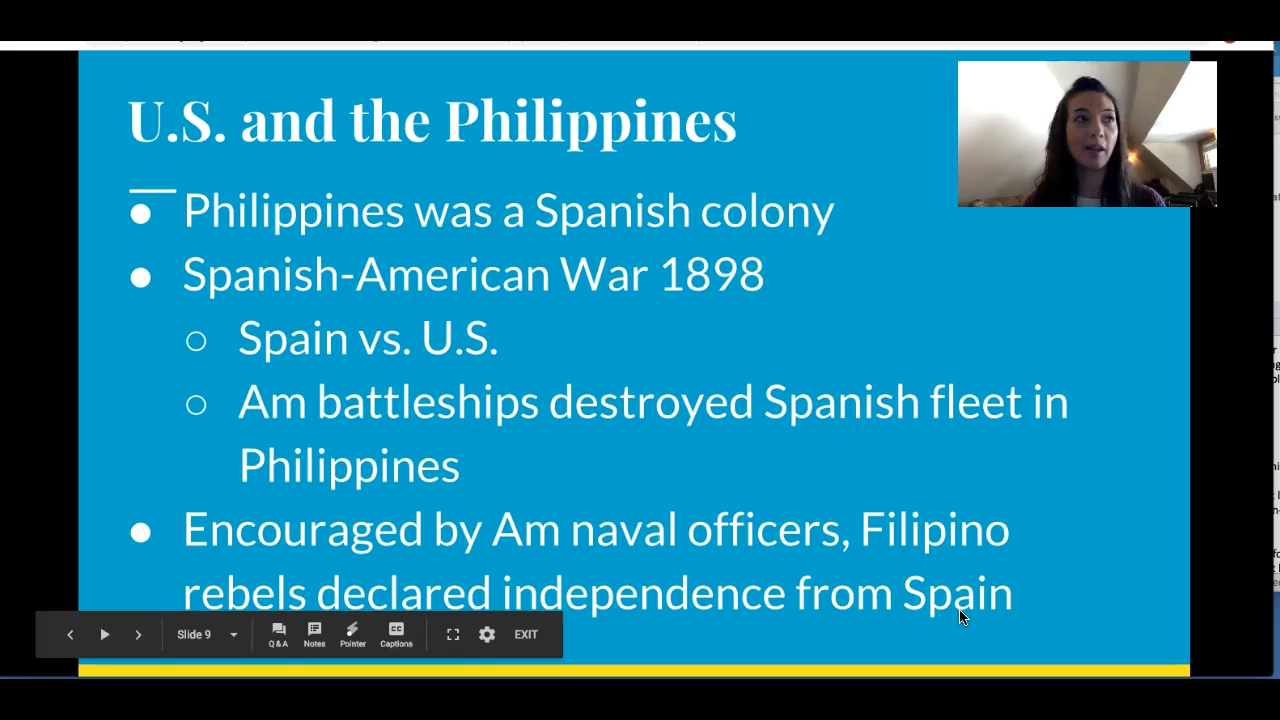 U.S. and the Philippines
● Philippines was a Spanish colony
● Spanish-American War 1898
○ Spain vs. U.S.
○ Am battleships destroyed Spanish fleet in
Philippines
● Encouraged by Am naval officers, Filipino
rebels declared independence from Spain
Slide 9
Q & A
Notes
Pointer
Captions
EXIT